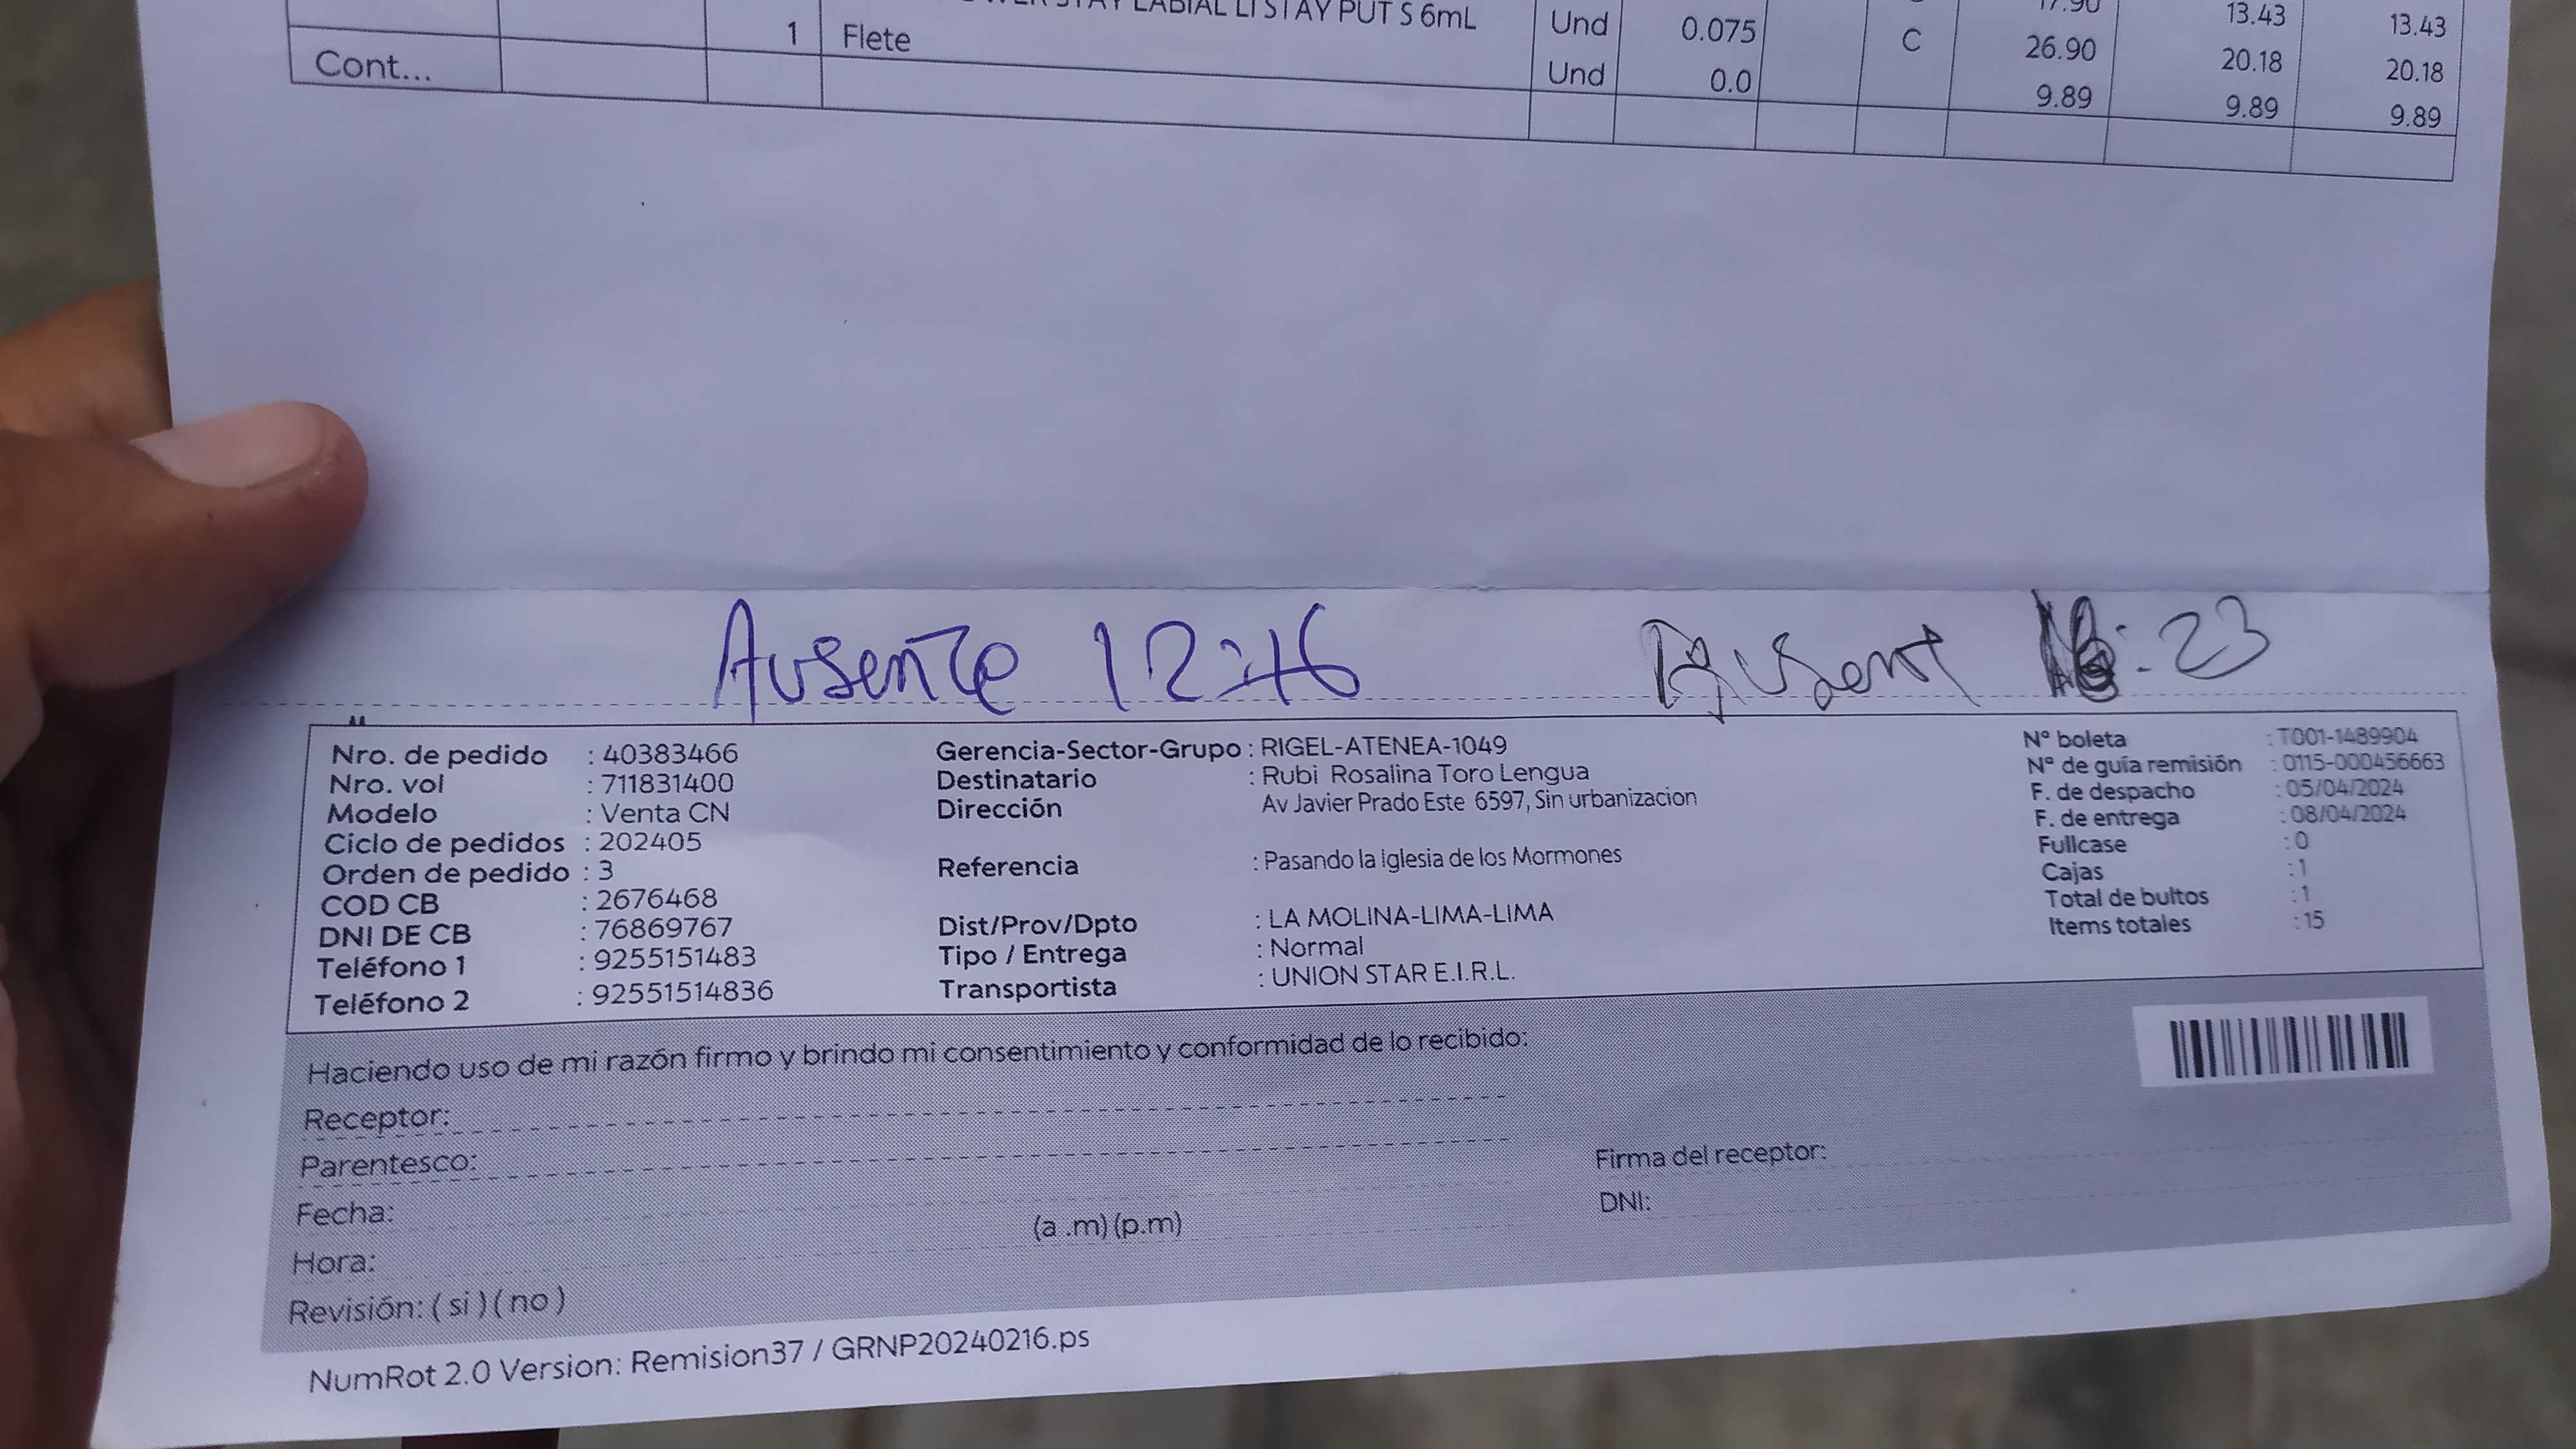 STAY LABIAL LI STAY PUT S 6mL Und 0.075 17.90 13.43 13.43
1 Flete Und 0.0 C 26.90 20.18 20.18
Cont... 9.89 9.89 9.89
Ausente 12:46
Ausent :23
Nro. de pedido : 40383466
Nro. vol : 711831400
Modelo : Venta CN
Ciclo de pedidos : 202405
Orden de pedido : 3
COD CB : 2676468
DNI DE CB : 76869767
Teléfono 1 : 9255151483
Teléfono 2 : 92551514836
Gerencia-Sector-Grupo : RIGEL-ATENEA-1049
Destinatario : Rubi Rosalina Toro Lengua
Dirección Av Javier Prado Este 6597, Sin urbanizacion
Referencia : Pasando la Iglesia de los Mormones
Dist/Prov/Dpto : LA MOLINA-LIMA-LIMA
Tipo / Entrega : Normal
Transportista : UNION STAR E.I.R.L.
Nº boleta : T001-1489904
Nº de guía remisión : 0115-000456663
F. de despacho : 05/04/2024
F. de entrega : 08/04/2024
Fullcase : 0
Cajas : 1
Total de bultos : 1
Items totales : 15
Haciendo uso de mi razón firmo y brindo mi consentimiento y conformidad de lo recibido:
Receptor:
Parentesco:
Fecha:
Hora: (a .m) (p.m)
Revisión: ( si ) ( no )
Firma del receptor:
DNI:
NumRot 2.0 Version: Remision37 / GRNP20240216.ps